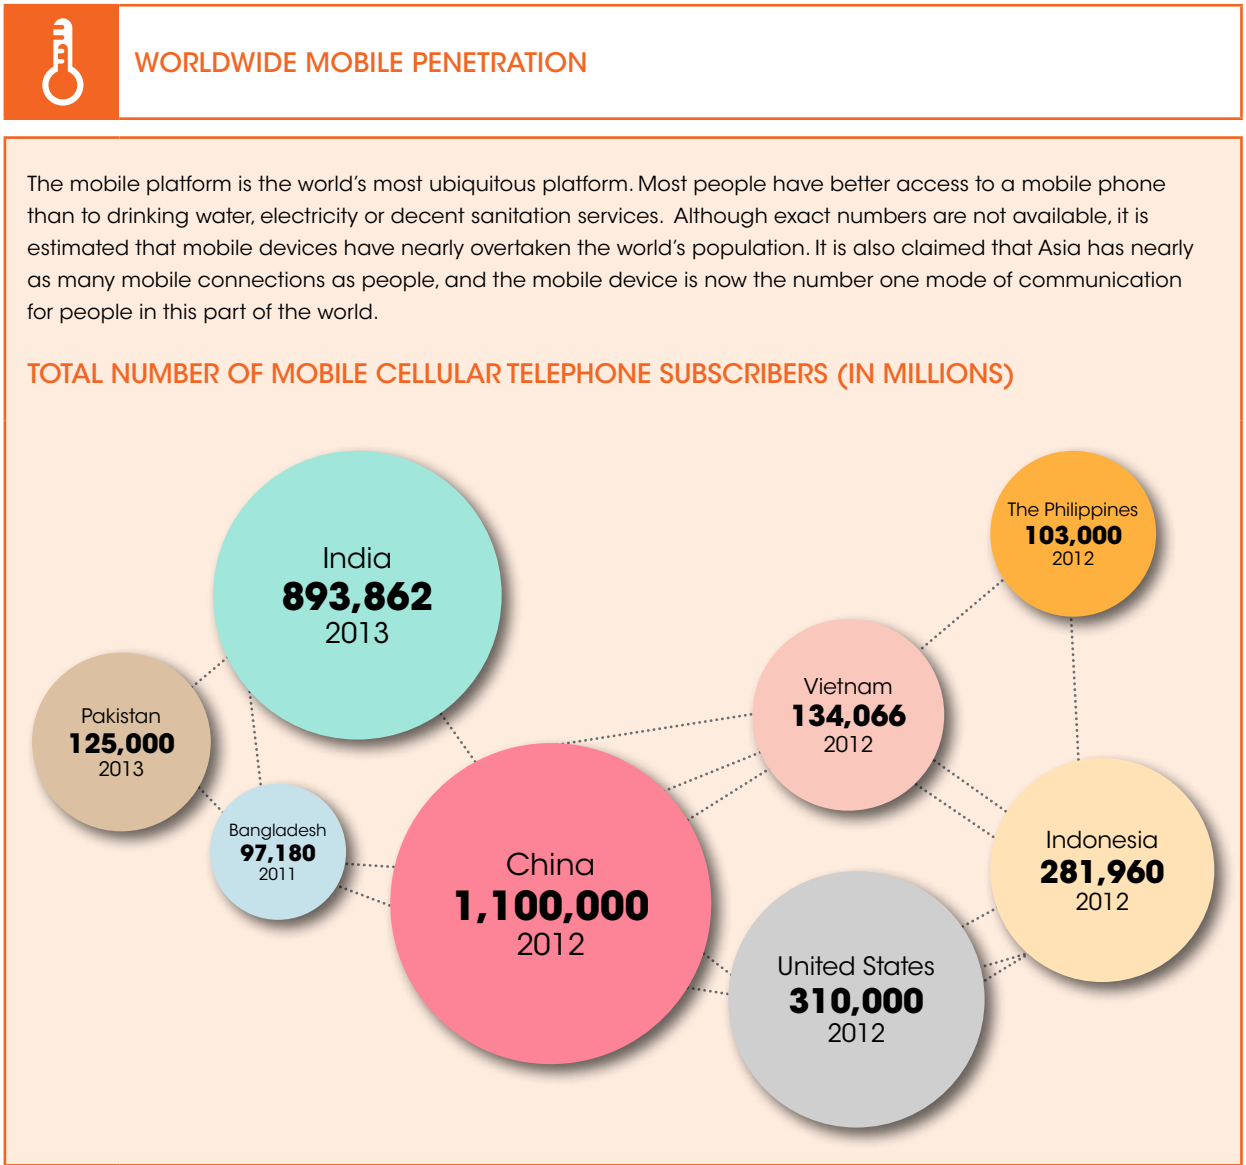 WORLDWIDE MOBILE PENETRATION
The mobile platform is the world's most ubiquitous platform. Most people have better access to a mobile phone
than to drinking water, electricity or decent sanitation services. Although exact numbers are not available, it is
estimated that mobile devices have nearly overtaken the world's population. It is also claimed that Asia has nearly
as many mobile connections as people, and the mobile device is now the number one mode of communication
for people in this part of the world.
TOTAL NUMBER OF MOBILE CELLULAR TELEPHONE SUBSCRIBERS (IN MILLIONS)
India
893,862
2013
The Philippines
103,000
2012
Pakistan
125,000
2013
Vietnam
134,066
2012
Bangladesh
97,180
2011
China
1,100,000
2012
Indonesia
281,960
2012
United States
310,000
2012